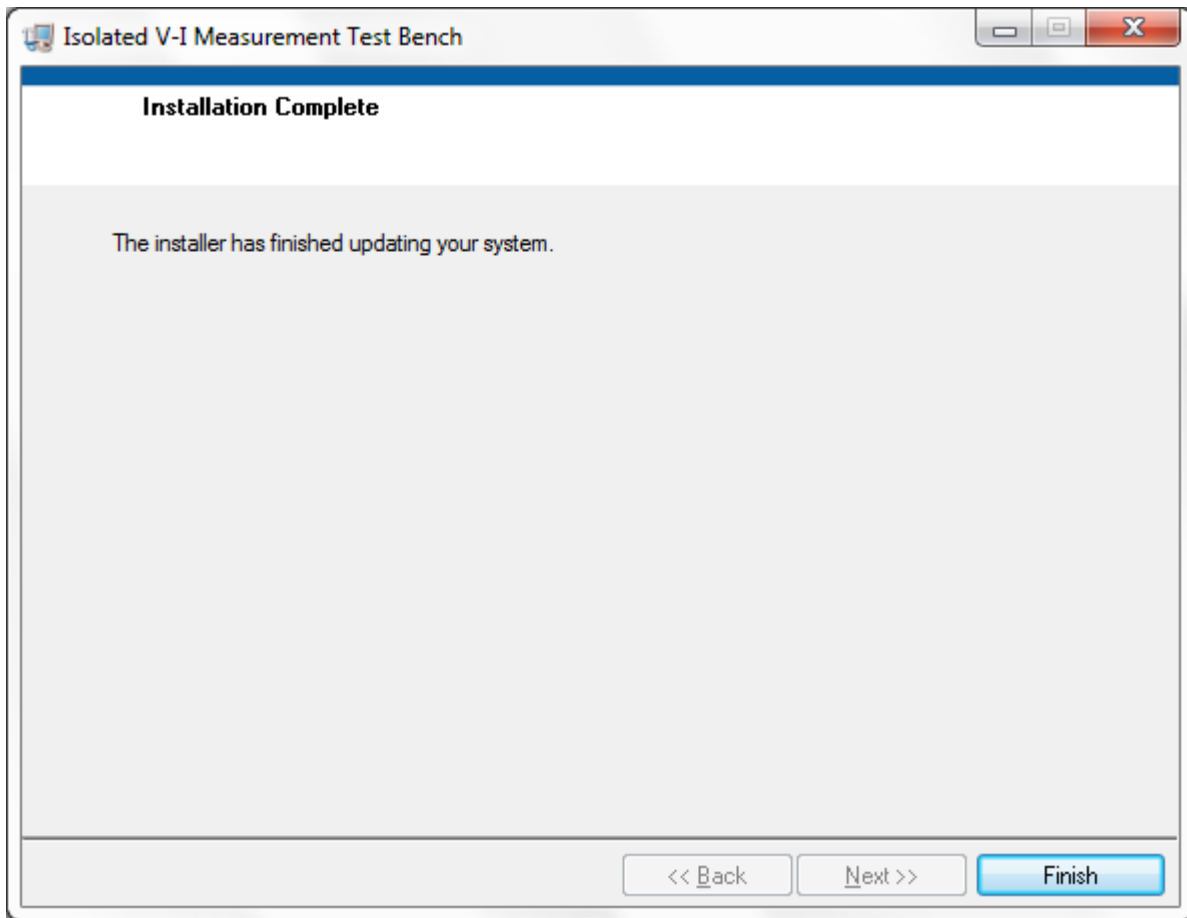 Isolated V-I Measurement Test Bench
Installation Complete
The installer has finished updating your system.
<< Back Next >> Finish